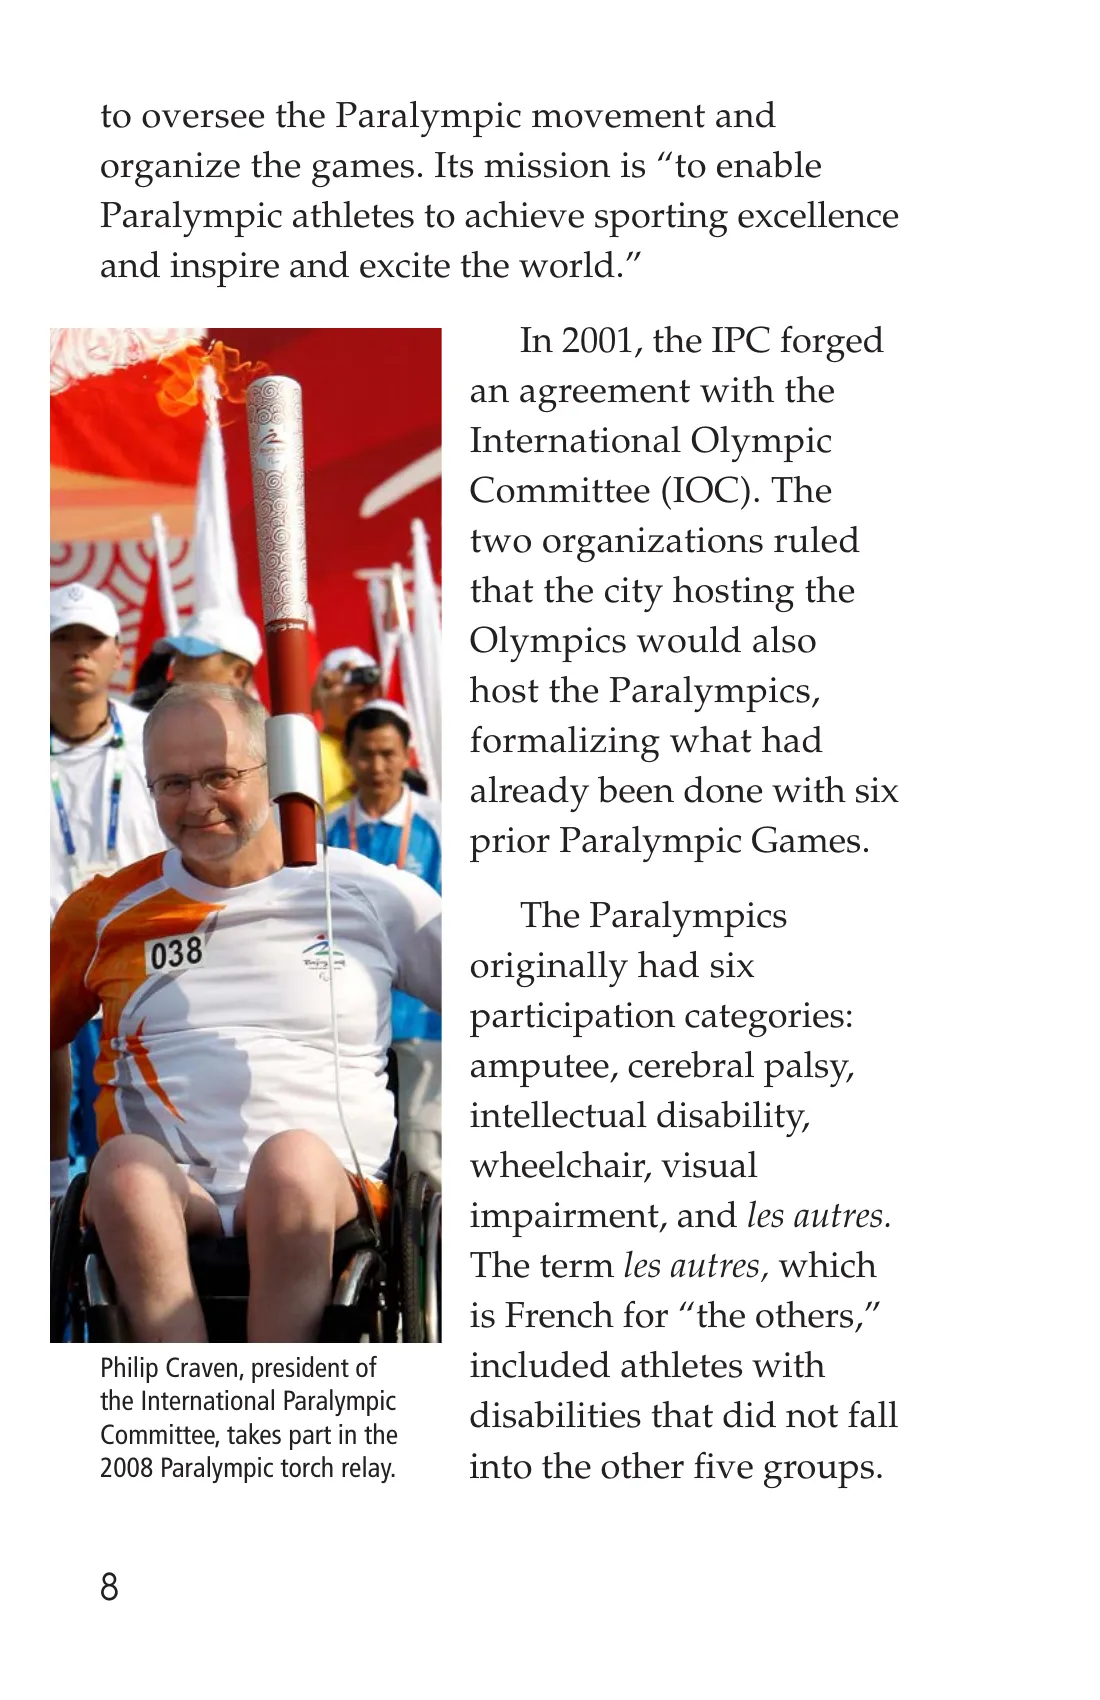 to oversee the Paralympic movement and
organize the games. Its mission is “to enable
Paralympic athletes to achieve sporting excellence
and inspire and excite the world.”
In 2001, the IPC forged
an agreement with the
International Olympic
Committee (IOC). The
two organizations ruled
that the city hosting the
Olympics would also
host the Paralympics,
formalizing what had
already been done with six
prior Paralympic Games.
The Paralympics
originally had six
participation categories:
amputee, cerebral palsy,
intellectual disability,
wheelchair, visual
impairment, and les autres.
The term les autres, which
is French for “the others,”
included athletes with
disabilities that did not fall
into the other five groups.
038
Philip Craven, president of
the International Paralympic
Committee, takes part in the
2008 Paralympic torch relay.
8